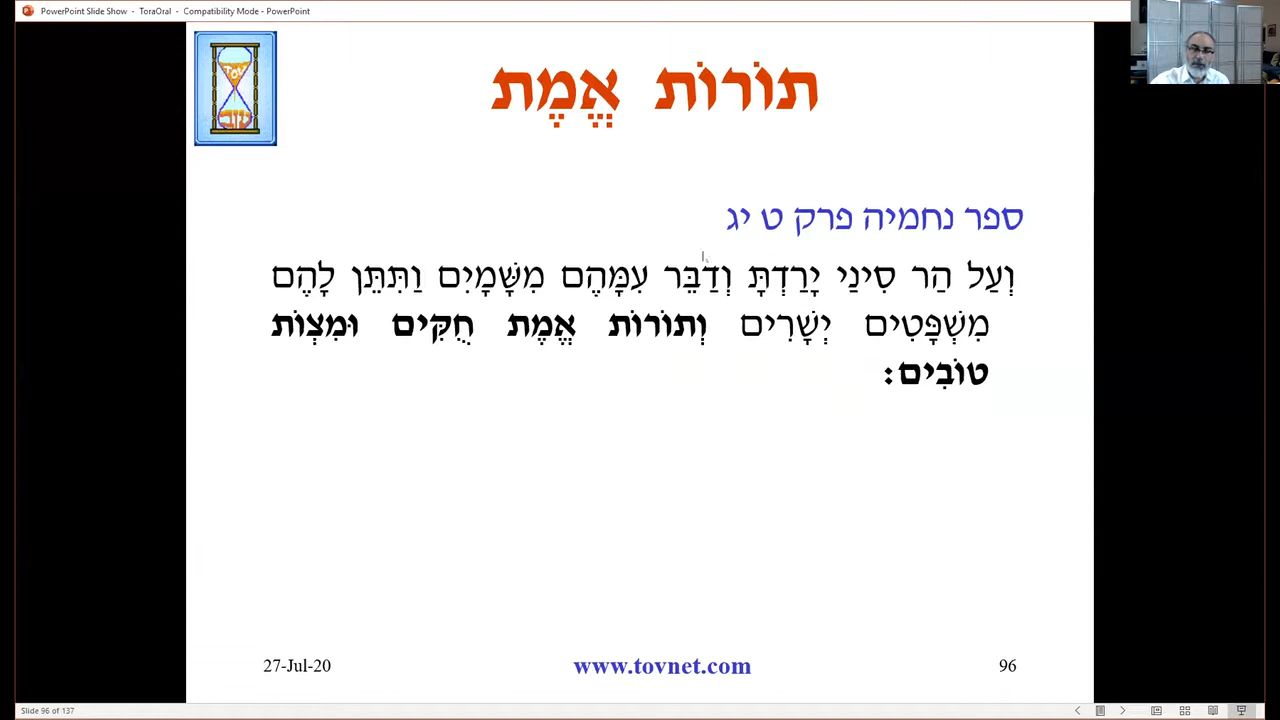 PowerPoint Slide Show - ToraOral - Compatibility Mode - PowerPoint
תוֹרוֹת אֱמֶת
ספר נחמיה פרק ט יג
וְעַל הַר סִינַי יָרַדְתָּ וְדַבֵּר עִמָּהֶם מִשָּׁמָיִם וַתִּתֵּן לָהֶם
מִשְׁפָּטִים יְשָׁרִים וְתוֹרוֹת אֱמֶת חֻקִּים וּמִצְוֹת
טוֹבִים:
27-Jul-20
www.tovnet.com
96
Slide 96 of 137